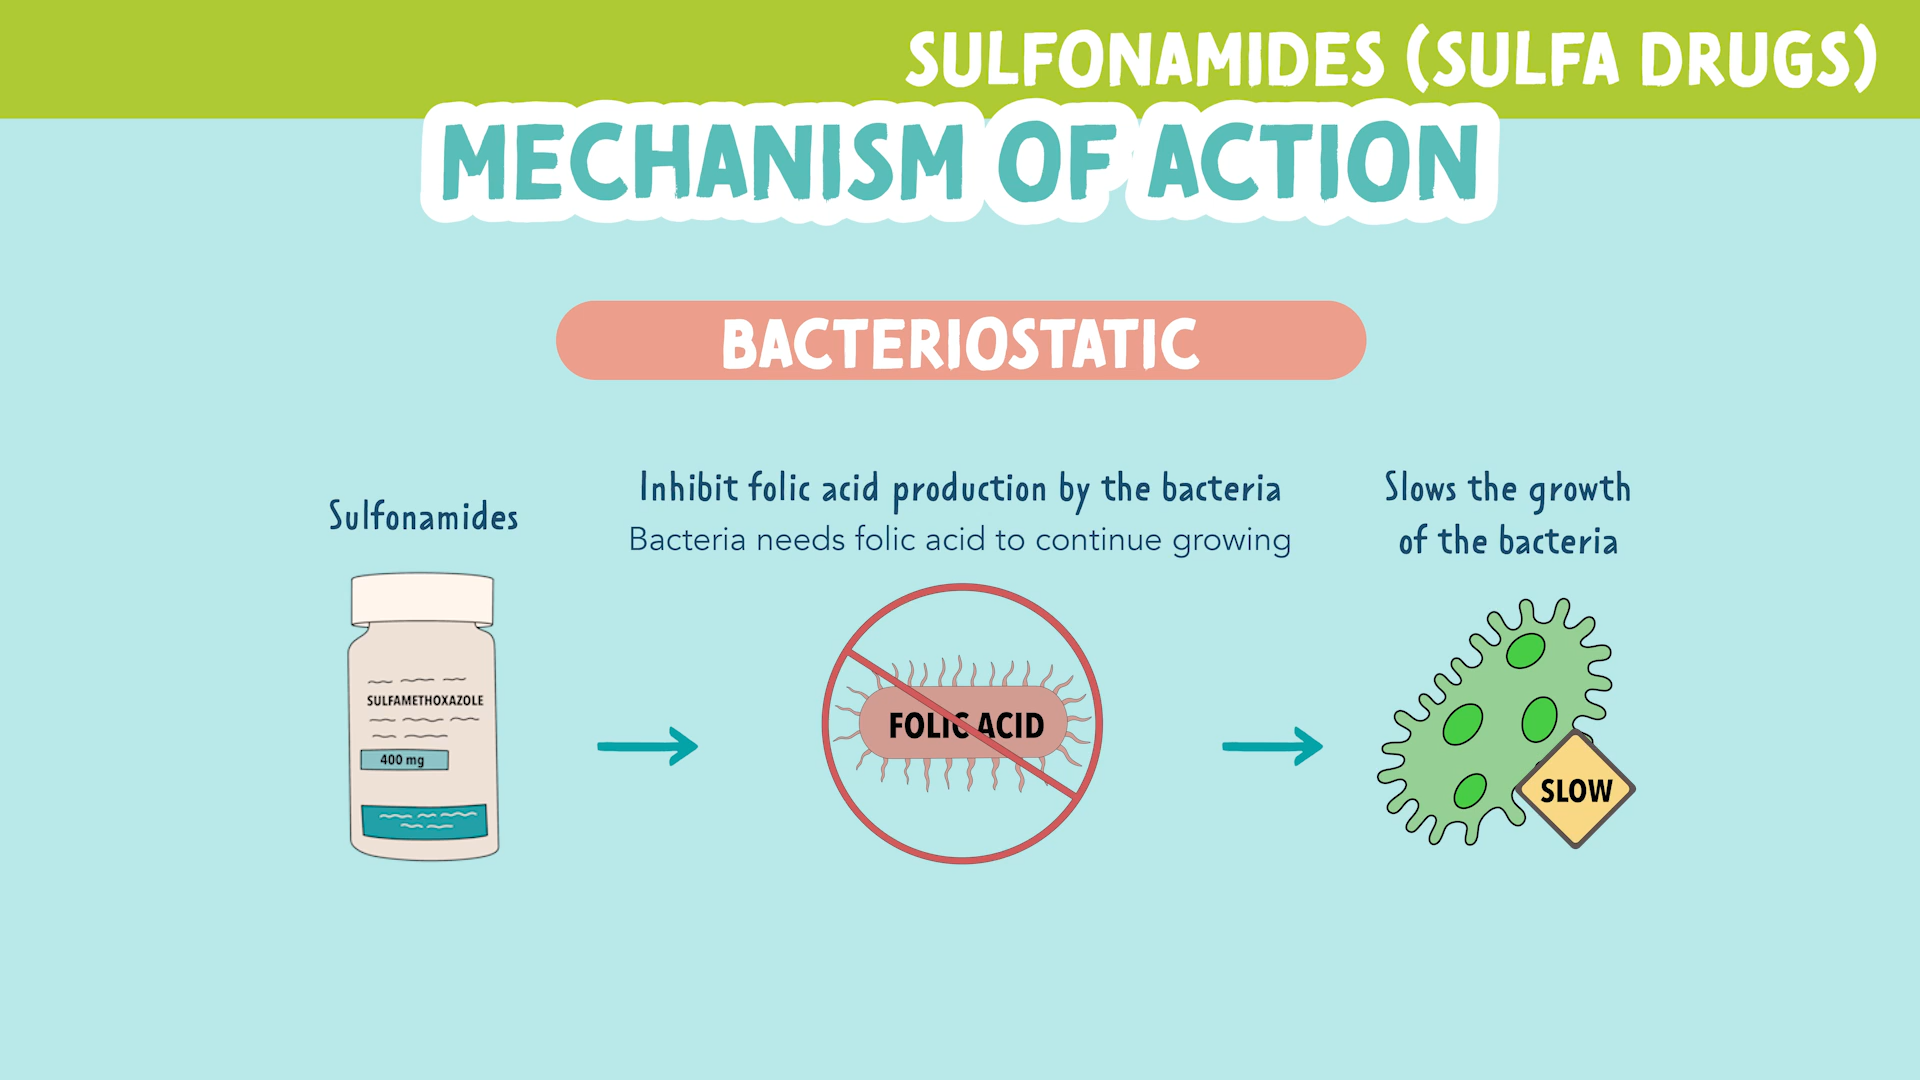 SULFONAMIDES (SULFA DRUGS)
MECHANISM OF ACTION
BACTERIOSTATIC
Sulfonamides
Inhibit folic acid production by the bacteria
Bacteria needs folic acid to continue growing
Slows the growth
of the bacteria
SULFAMETHOXAZOLE
400 mg
FOLIC ACID
SLOW